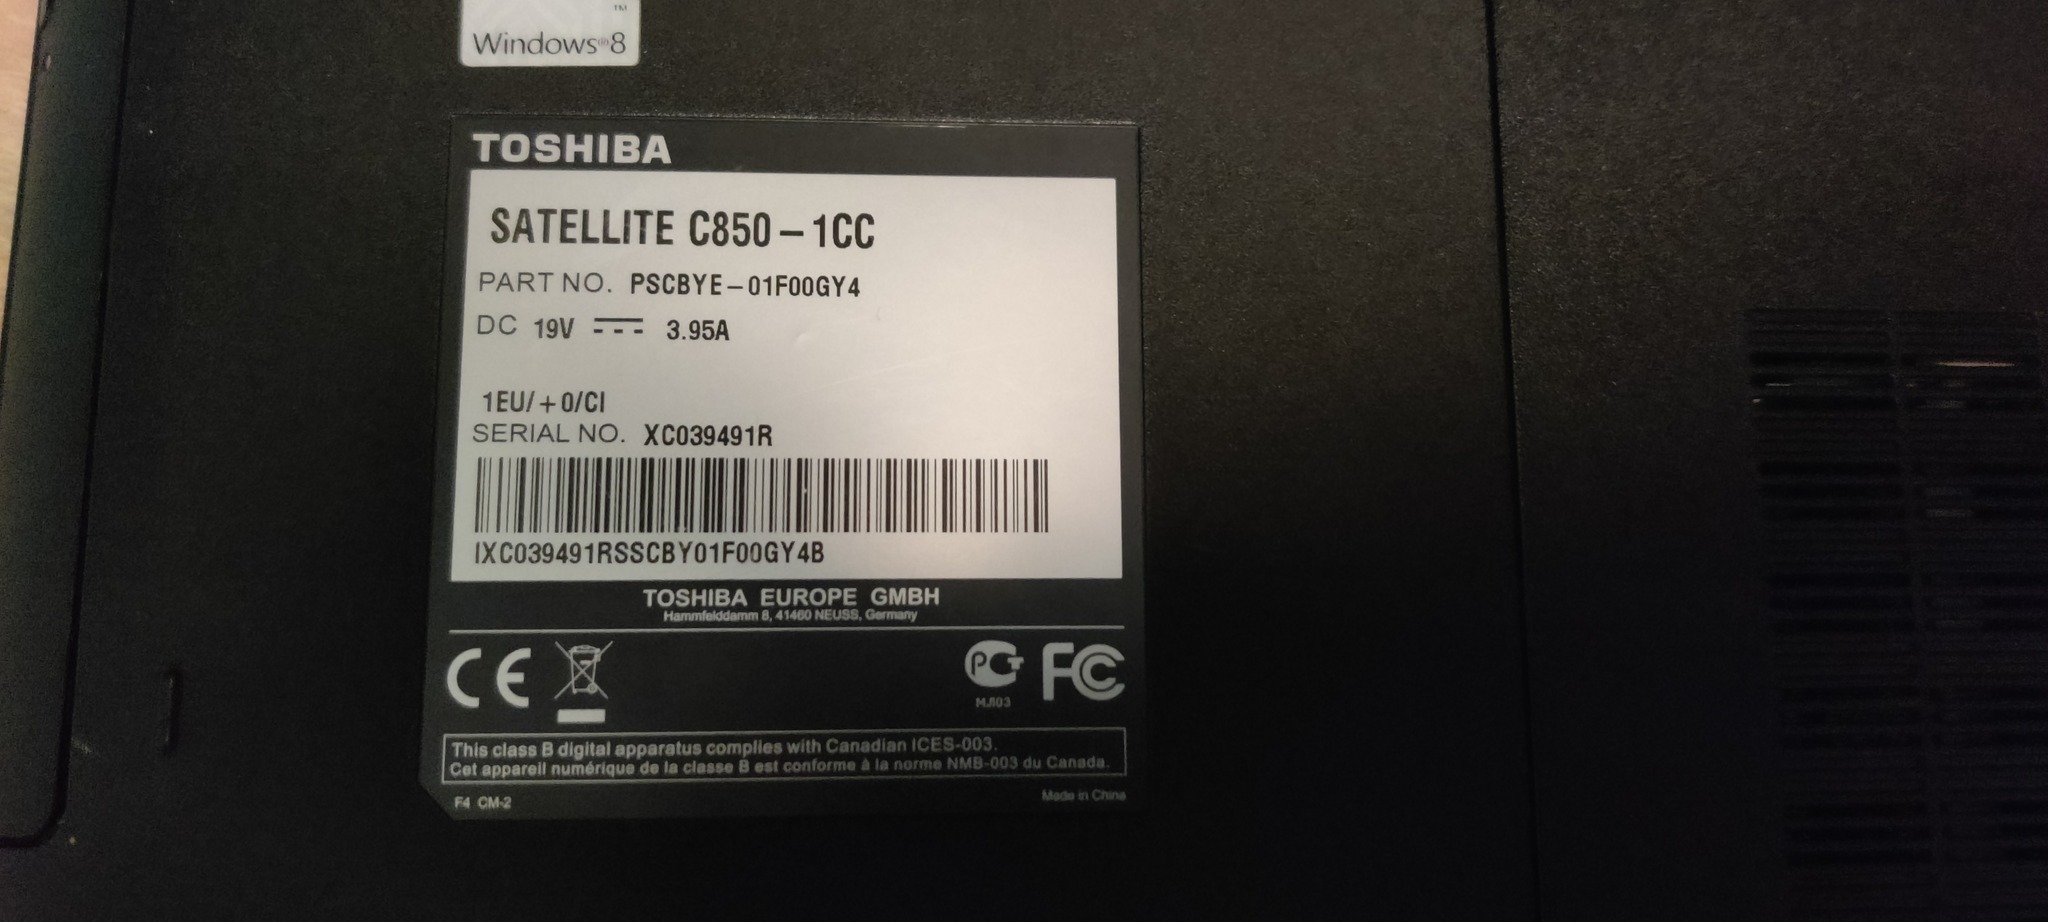 ™
Windows®8
TOSHIBA
SATELLITE C850-1CC
PART NO. PSCBYE-01F00GY4
DC 19V 3.95A
1EU/+0/CI
SERIAL NO. XC039491R
IXC039491RSSCBY01F00GY4B
TOSHIBA EUROPE GMBH
Hammfelddamm 8, 41460 NEUSS, Germany
CE
PCT FC
MJ103
This class B digital apparatus complies with Canadian ICES-003.
Cet appareil numérique de la classe B est conforme à la norme NMB-003 du Canada.
F4 CM-2
Made in China